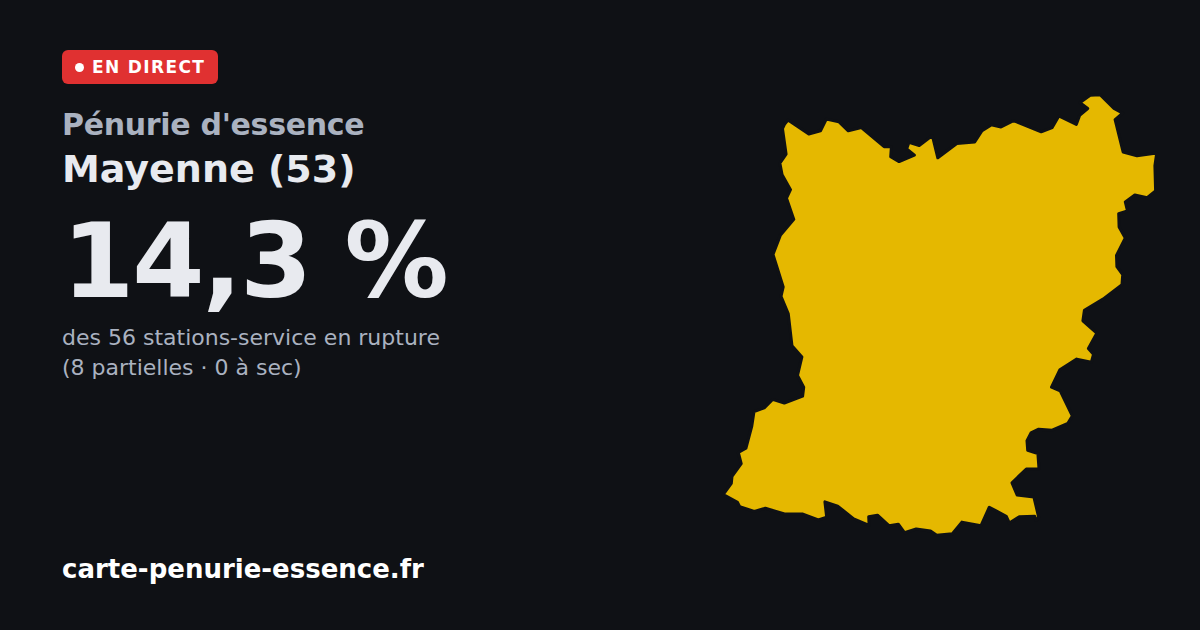 EN DIRECT
Pénurie d'essence
Mayenne (53)
14,3 %
des 56 stations-service en rupture
(8 partielles · 0 à sec)
carte-penurie-essence.fr